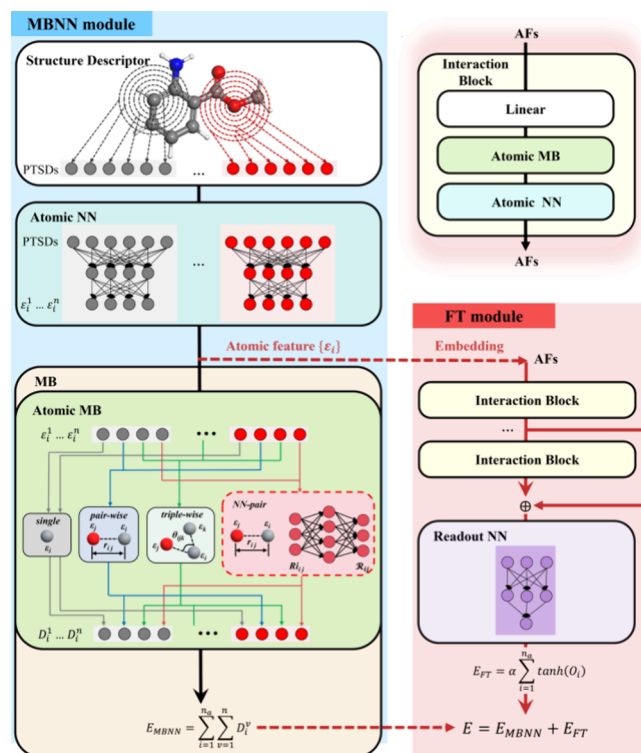 MBNN module
Structure Descriptor
PTSDs
...
Atomic NN
PTSDs
...
ε_i^1 ... ε_i^n
Atomic feature {ε_i}
MB
Atomic MB
ε_i^1 ... ε_i^n
...
single
ε_i
pair-wise
ε_j ε_i
r_ij
triple-wise
ε_k
θ_ijk
ε_j ε_i
NN-pair
ε_j ε_i
r_ij
Ri_ij
ℛ_ij
D_i^1 ... D_i^n
...
E_MBNN = ∑_{i=1}^{n_a} ∑_{v=1}^{n} D_i^v
AFs
Interaction
Block
Linear
Atomic MB
Atomic NN
AFs
FT module
Embedding
AFs
Interaction Block
...
Interaction Block
⊕
Readout NN
E_FT = α ∑_{i=1}^{n_a} tanh(O_i)
E = E_MBNN + E_FT